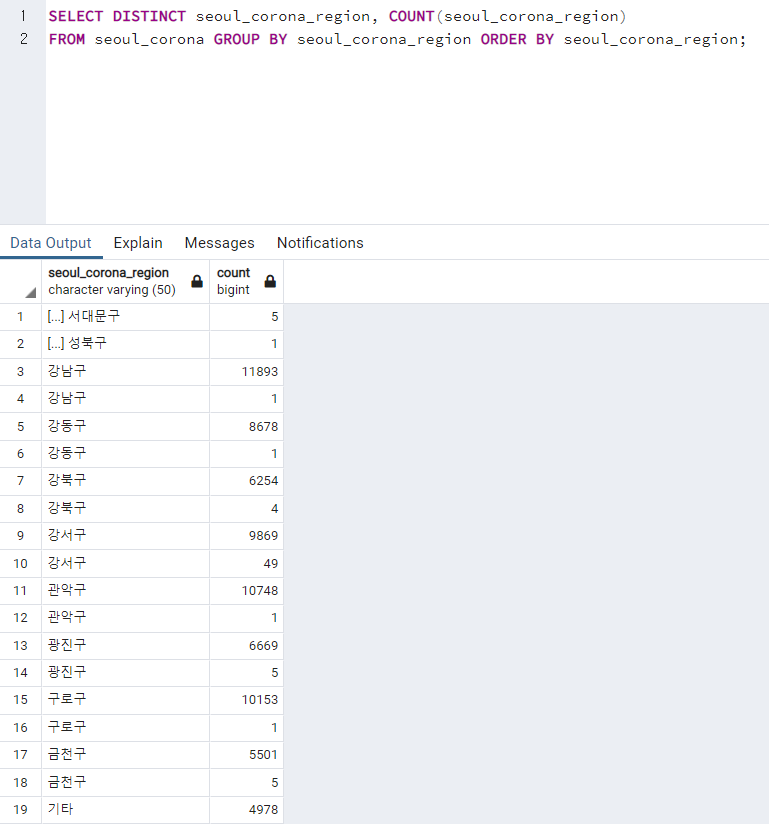 1 SELECT DISTINCT seoul_corona_region, COUNT(seoul_corona_region)
2 FROM seoul_corona GROUP BY seoul_corona_region ORDER BY seoul_corona_region;
Data Output Explain Messages Notifications
seoul_corona_region count
character varying (50) bigint
1 [...] 서대문구 5
2 [...] 성북구 1
3 강남구 11893
4 강남구 1
5 강동구 8678
6 강동구 1
7 강북구 6254
8 강북구 4
9 강서구 9869
10 강서구 49
11 관악구 10748
12 관악구 1
13 광진구 6669
14 광진구 5
15 구로구 10153
16 구로구 1
17 금천구 5501
18 금천구 5
19 기타 4978